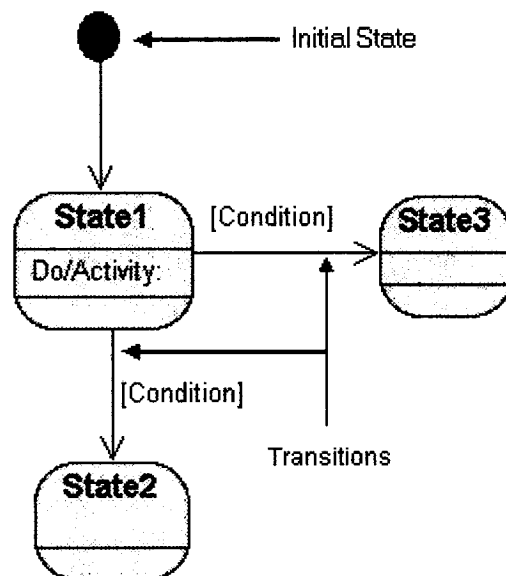 Initial State
State1
[Condition]
State3
Do/Activity:
[Condition]
Transitions
State2